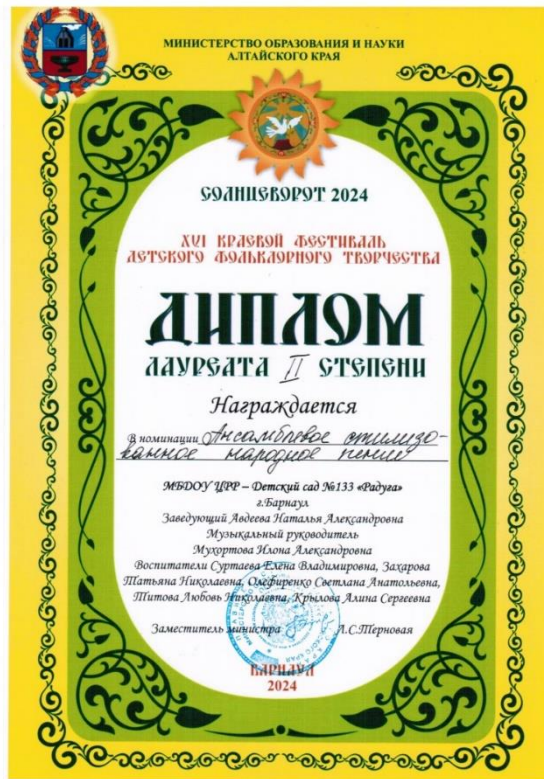 МИНИСТЕРСТВО ОБРАЗОВАНИЯ И НАУКИ
АЛТАЙСКОГО КРАЯ
СОЛНЦЕВОРОТ 2024
XVI КРАЕВОЙ ФЕСТИВАЛЬ
ДЕТСКОГО ФОЛЬКЛОРНОГО ТВОРЧЕСТВА
ДИПЛОМ
ЛАУРЕАТА II СТЕПЕНИ
Награждается
В номинации Ансамблевое стилизо-
ванное народное пение
МБДОУ ЦРР – Детский сад №133 «Радуга»
г.Барнаул
Заведующий Авдеева Наталья Александровна
Музыкальный руководитель
Мухортова Илона Александровна
Воспитатели Суртаева Елена Владимировна, Захарова
Татьяна Николаевна, Олефиренко Светлана Анатольевна,
Титова Любовь Николаевна, Крылова Алина Сергеевна
Заместитель министра Л.С.Терновая
БАРНАУЛ
2024